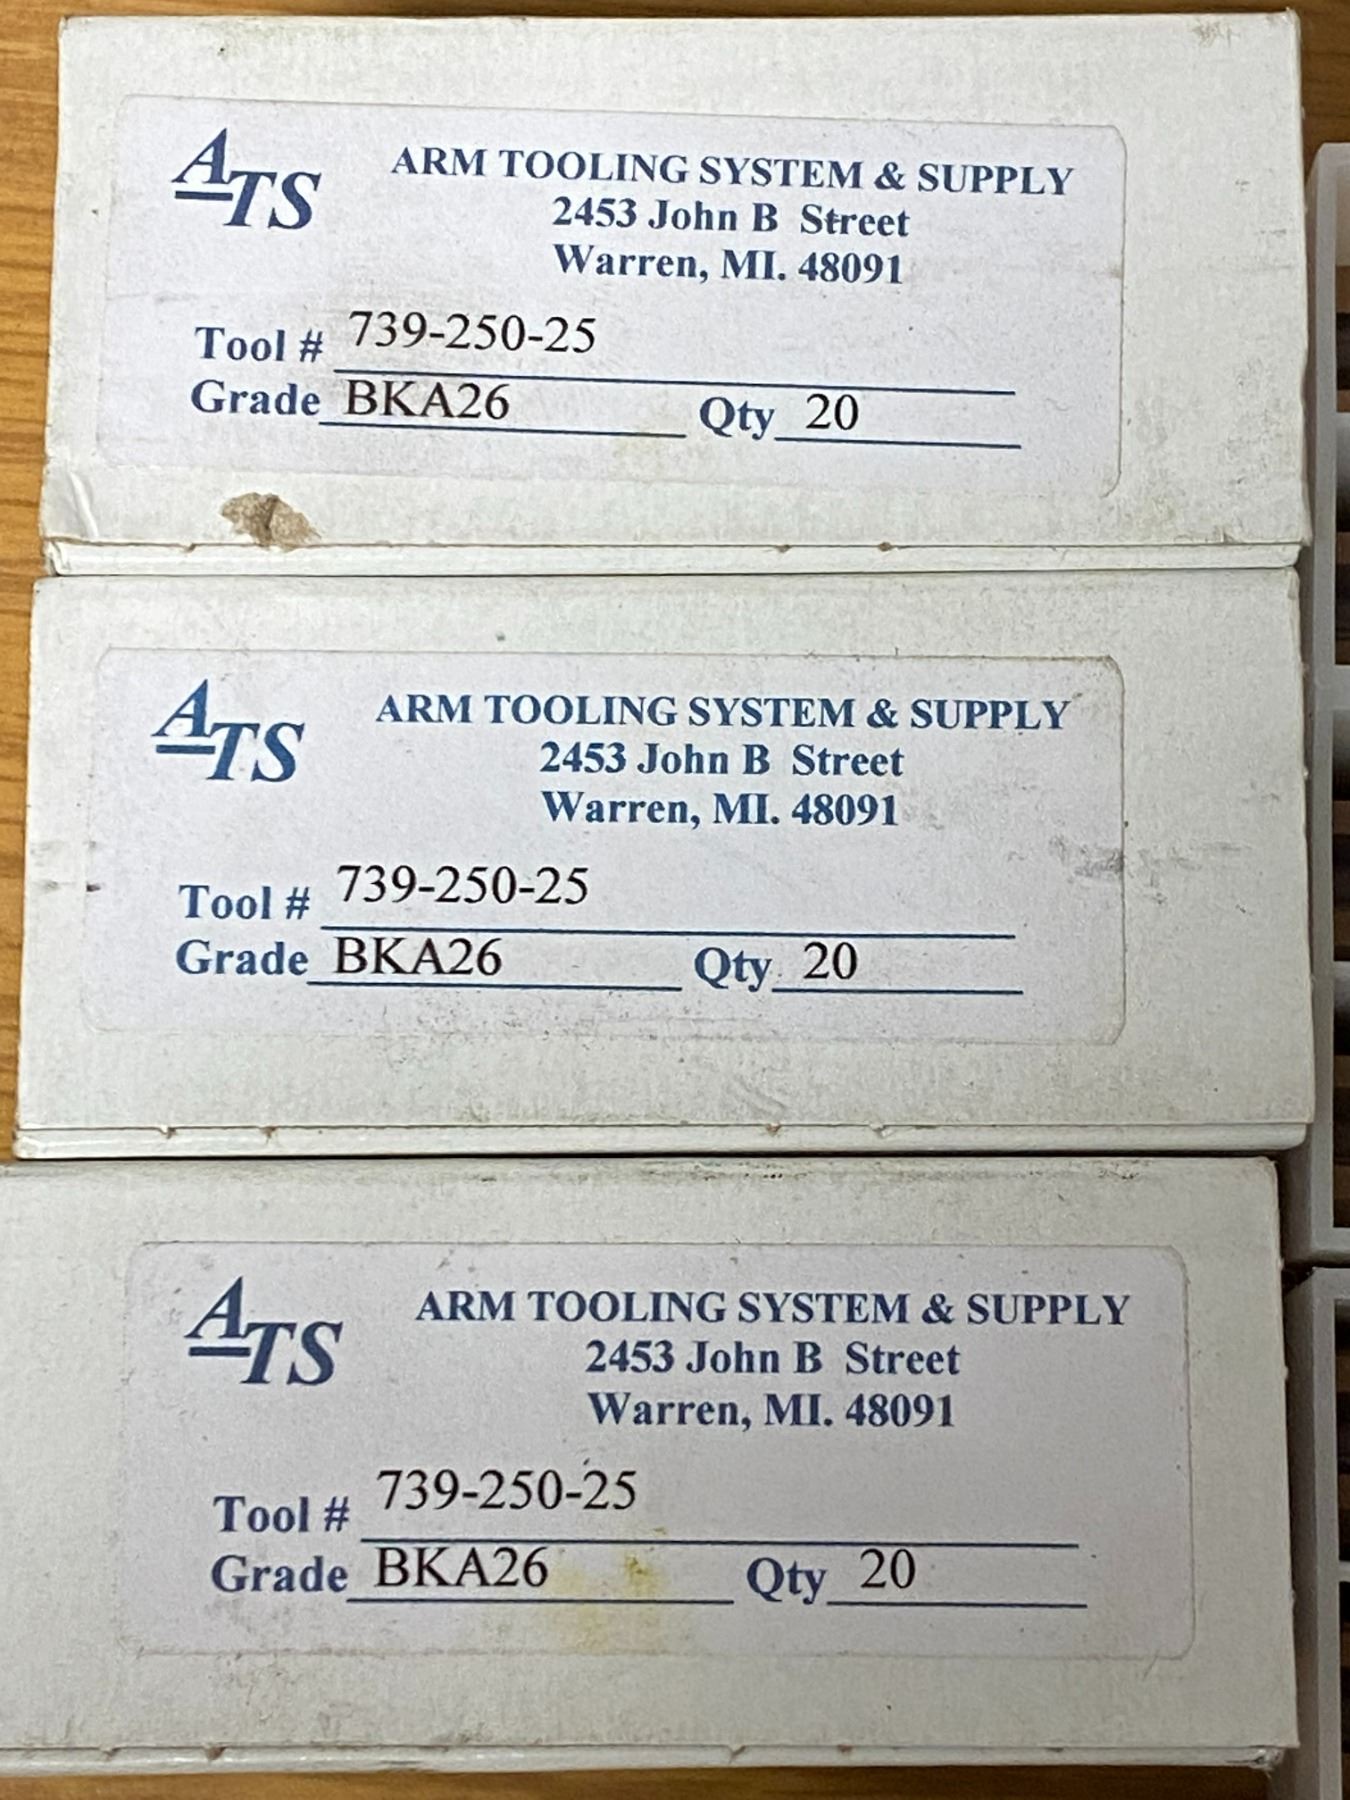 ATS
ARM TOOLING SYSTEM & SUPPLY
2453 John B Street
Warren, MI. 48091
Tool # 739-250-25
Grade BKA26 Qty 20
ATS
ARM TOOLING SYSTEM & SUPPLY
2453 John B Street
Warren, MI. 48091
Tool # 739-250-25
Grade BKA26 Qty 20
ATS
ARM TOOLING SYSTEM & SUPPLY
2453 John B Street
Warren, MI. 48091
Tool # 739-250-25
Grade BKA26 Qty 20